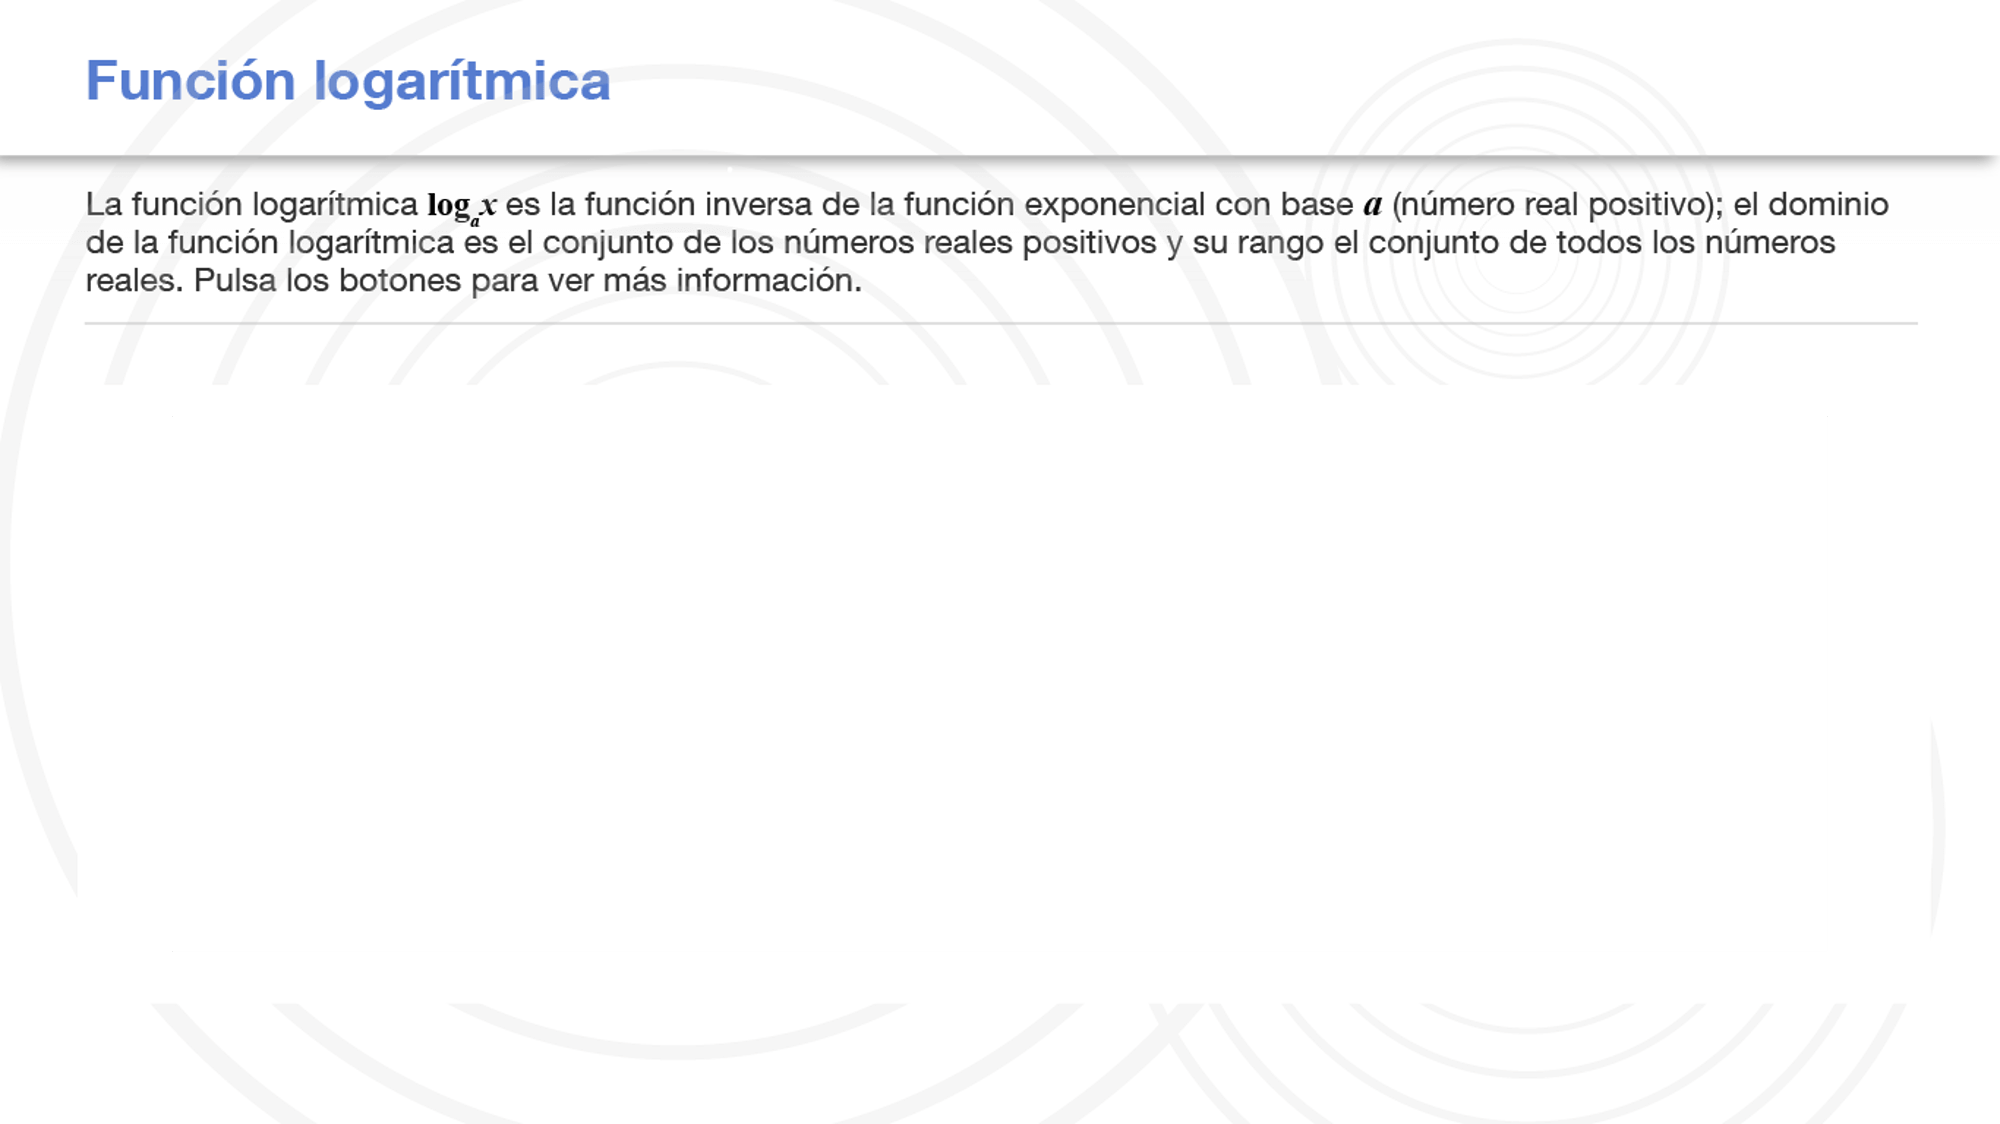 Función logarítmica
La función logarítmica logₐx es la función inversa de la función exponencial con base a (número real positivo); el dominio
de la función logarítmica es el conjunto de los números reales positivos y su rango el conjunto de todos los números
reales. Pulsa los botones para ver más información.